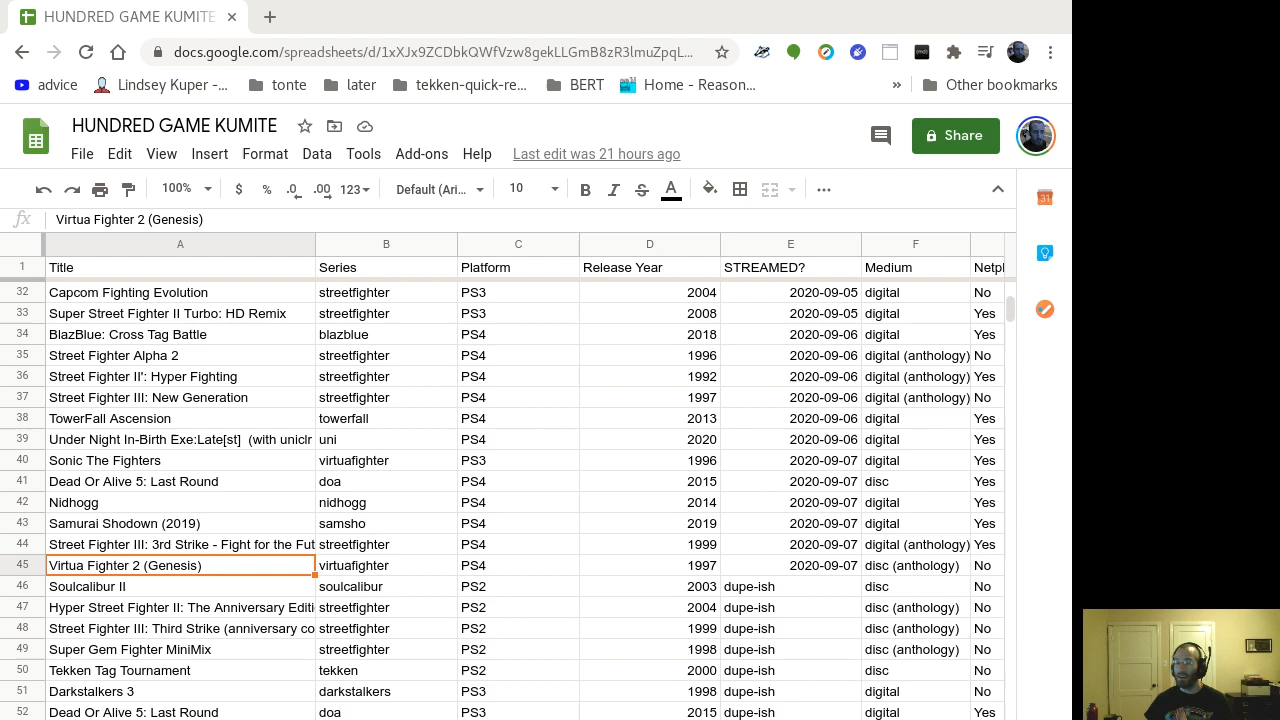 HUNDRED GAME KUMITE
docs.google.com/spreadsheets/d/1xXJx9ZCDbkQWfVzw8gekLLGmB8zR3lmuZpqL...
advice Lindsey Kuper -... tonte later tekken-quick-re... BERT Home - Reason... » Other bookmarks
HUNDRED GAME KUMITE
Share
File Edit View Insert Format Data Tools Add-ons Help Last edit was 21 hours ago
100% $ % .0 .00 123 Default (Ari... 10 B I S A
31
fx Virtua Fighter 2 (Genesis)
A B C D E F
1 Title Series Platform Release Year STREAMED? Medium Netpl
32 Capcom Fighting Evolution streetfighter PS3 2004 2020-09-05 digital No
33 Super Street Fighter II Turbo: HD Remix streetfighter PS3 2008 2020-09-05 digital Yes
34 BlazBlue: Cross Tag Battle blazblue PS4 2018 2020-09-06 digital Yes
35 Street Fighter Alpha 2 streetfighter PS4 1996 2020-09-06 digital (anthology) No
36 Street Fighter II': Hyper Fighting streetfighter PS4 1992 2020-09-06 digital (anthology) Yes
37 Street Fighter III: New Generation streetfighter PS4 1997 2020-09-06 digital (anthology) No
38 TowerFall Ascension towerfall PS4 2013 2020-09-06 digital Yes
39 Under Night In-Birth Exe:Late[st] (with uniclr uni PS4 2020 2020-09-06 digital Yes
40 Sonic The Fighters virtuafighter PS3 1996 2020-09-07 digital Yes
41 Dead Or Alive 5: Last Round doa PS4 2015 2020-09-07 disc Yes
42 Nidhogg nidhogg PS4 2014 2020-09-07 digital Yes
43 Samurai Shodown (2019) samsho PS4 2019 2020-09-07 digital Yes
44 Street Fighter III: 3rd Strike - Fight for the Fut streetfighter PS4 1999 2020-09-07 digital (anthology) Yes
45 Virtua Fighter 2 (Genesis) virtuafighter PS4 1997 2020-09-07 disc (anthology) No
46 Soulcalibur II soulcalibur PS2 2003 dupe-ish disc No
47 Hyper Street Fighter II: The Anniversary Editi streetfighter PS2 2004 dupe-ish disc (anthology) No
48 Street Fighter III: Third Strike (anniversary co streetfighter PS2 1999 dupe-ish disc (anthology) No
49 Super Gem Fighter MiniMix streetfighter PS2 1998 dupe-ish disc (anthology) No
50 Tekken Tag Tournament tekken PS2 2000 dupe-ish disc No
51 Darkstalkers 3 darkstalkers PS3 1998 dupe-ish digital No
52 Dead Or Alive 5: Last Round doa PS3 2015 dupe-ish digital Yes